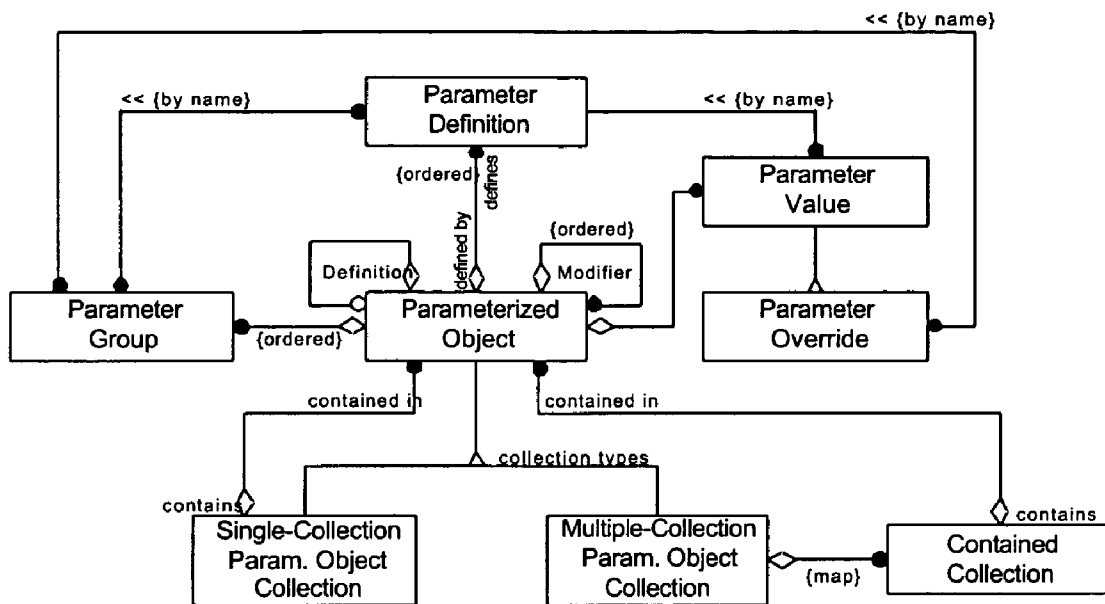 << {by name}
<< {by name}
Parameter
Definition
<< {by name}
{ordered}
defines
defined by
Parameter
Value
{ordered}
Definition
Modifier
Parameter
Group
{ordered}
Parameterized
Object
Parameter
Override
contained in
contained in
collection types
contains
contains
Single-Collection
Param. Object
Collection
Multiple-Collection
Param. Object
Collection
{map}
Contained
Collection